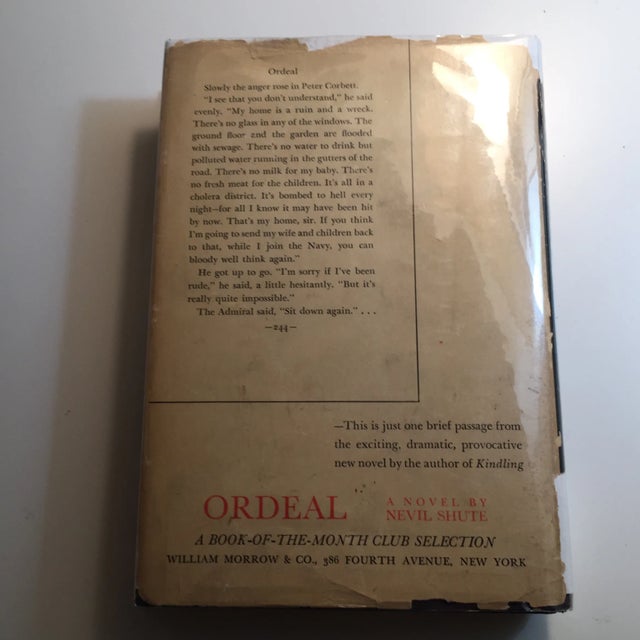 Ordeal
Slowly the anger rose in Peter Corbett.
"I see that you don't understand," he said
evenly. "My home is a ruin and a wreck.
There's no glass in any of the windows. The
ground floor and the garden are flooded
with sewage. There's no water to drink but
polluted water running in the gutters of the
road. There's no milk for my baby. There's
no fresh meat for the children. It's all in a
cholera district. It's bombed to hell every
night—for all I know it may have been hit
by now. That's my home, sir. If you think
I'm going to send my wife and children back
to that, while I join the Navy, you can
bloody well think again."
He got up to go. "I'm sorry if I've been
rude," he said, a little hesitantly. "But it's
really quite impossible."
The Admiral said, "Sit down again." . . .
—244—
—This is just one brief passage from
the exciting, dramatic, provocative
new novel by the author of Kindling
ORDEAL
A NOVEL BY
NEVIL SHUTE
A BOOK-OF-THE-MONTH CLUB SELECTION
WILLIAM MORROW & CO., 386 FOURTH AVENUE, NEW YORK